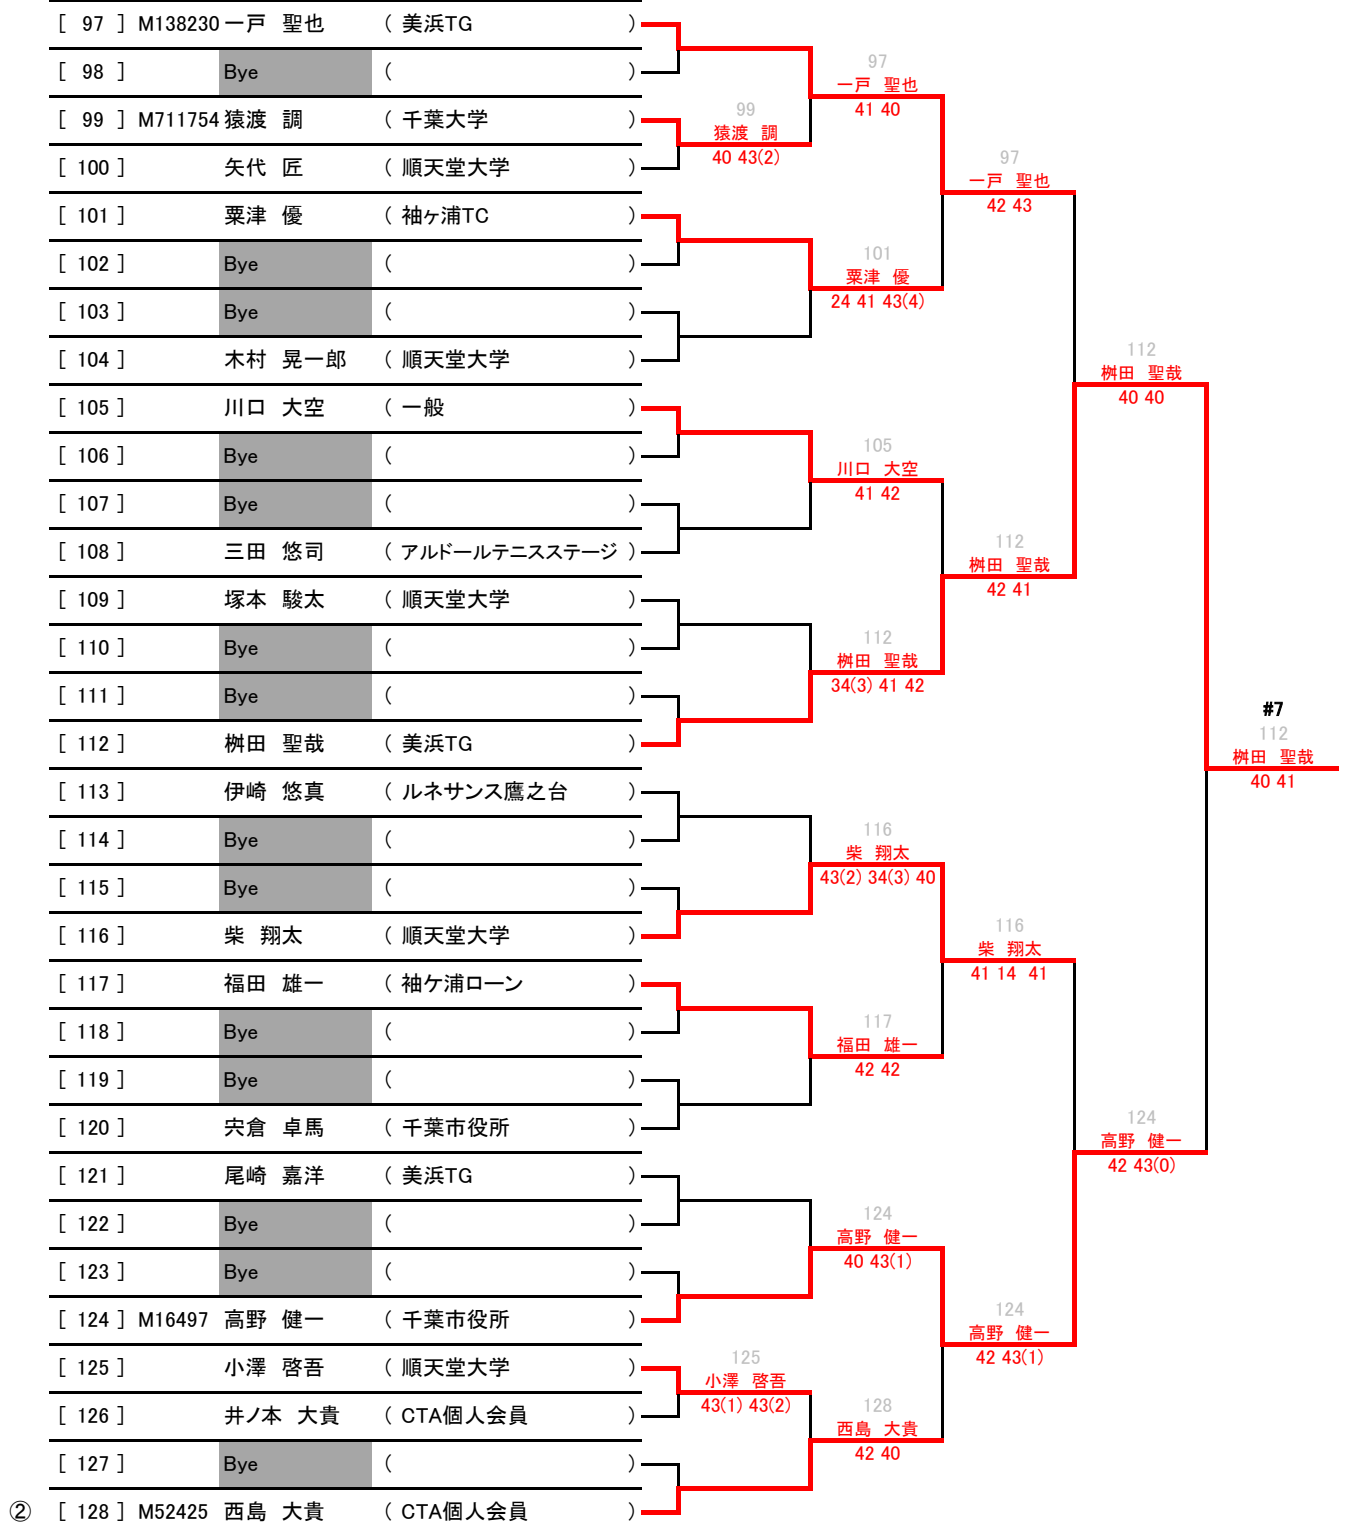 [ 97 ] M138230 一戸 聖也 ( 美浜TG )
[ 98 ] Bye ( )
97
一戸 聖也
41 40
[ 99 ] M711754 猿渡 調 ( 千葉大学 )
99
猿渡 調
40 43(2)
[ 100 ] 矢代 匠 ( 順天堂大学 )
97
一戸 聖也
42 43
[ 101 ] 粟津 優 ( 袖ヶ浦TC )
[ 102 ] Bye ( )
101
粟津 優
24 41 43(4)
[ 103 ] Bye ( )
[ 104 ] 木村 晃一郎 ( 順天堂大学 )
112
桝田 聖哉
40 40
[ 105 ] 川口 大空 ( 一般 )
[ 106 ] Bye ( )
105
川口 大空
41 42
[ 107 ] Bye ( )
[ 108 ] 三田 悠司 ( アルドールテニスステージ )
112
桝田 聖哉
42 41
[ 109 ] 塚本 駿太 ( 順天堂大学 )
[ 110 ] Bye ( )
112
桝田 聖哉
34(3) 41 42
[ 111 ] Bye ( )
[ 112 ] 桝田 聖哉 ( 美浜TG )
#7
112
桝田 聖哉
40 41
[ 113 ] 伊崎 悠真 ( ルネサンス鷹之台 )
[ 114 ] Bye ( )
116
柴 翔太
43(2) 34(3) 40
[ 115 ] Bye ( )
[ 116 ] 柴 翔太 ( 順天堂大学 )
116
柴 翔太
41 14 41
[ 117 ] 福田 雄一 ( 袖ケ浦ローン )
[ 118 ] Bye ( )
117
福田 雄一
42 42
[ 119 ] Bye ( )
[ 120 ] 宍倉 卓馬 ( 千葉市役所 )
124
高野 健一
42 43(0)
[ 121 ] 尾崎 嘉洋 ( 美浜TG )
[ 122 ] Bye ( )
124
高野 健一
40 43(1)
[ 123 ] Bye ( )
[ 124 ] M16497 高野 健一 ( 千葉市役所 )
124
高野 健一
42 43(1)
[ 125 ] 小澤 啓吾 ( 順天堂大学 )
125
小澤 啓吾
43(1) 43(2)
[ 126 ] 井ノ本 大貴 ( CTA個人会員 )
128
西島 大貴
42 40
[ 127 ] Bye ( )
② [ 128 ] M52425 西島 大貴 ( CTA個人会員 )